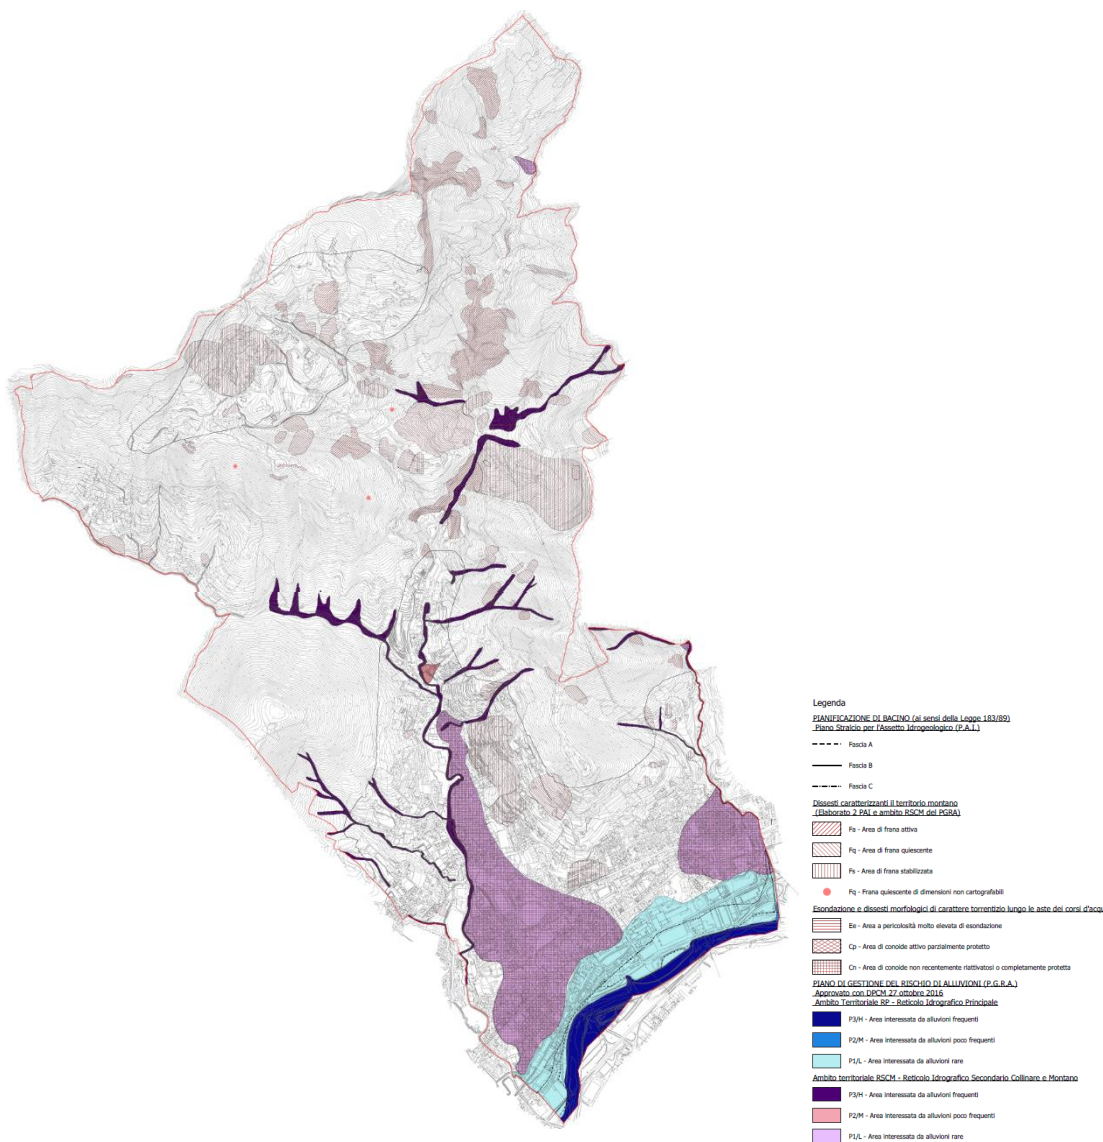 Legenda
PIANIFICAZIONE DI BACINO (ai sensi della Legge 183/89)
Piano Stralcio per l'Assetto Idrogeologico (P.A.I.)
Fascia A
Fascia B
Fascia C
Dissesti caratterizzanti il territorio montano
(Elaborato 2 PAI e ambito RSCM del PGRA)
Fa - Area di frana attiva
Fq - Area di frana quiescente
Fs - Area di frana stabilizzata
Fq - Frana quiescente di dimensioni non cartografabili
Esondazione e dissesti morfologici di carattere torrentizio lungo le aste dei corsi d'acqu
Ee - Area a pericolosità molto elevata di esondazione
Cp - Area di conoide attivo parzialmente protetto
Cn - Area di conoide non recentemente riattivatosi o completamente protetta
PIANO DI GESTIONE DEL RISCHIO DI ALLUVIONI (P.G.R.A.)
Approvato con DPCM 27 ottobre 2016
Ambito Territoriale RP - Reticolo Idrografico Principale
P3/H - Area interessata da alluvioni frequenti
P2/M - Area interessata da alluvioni poco frequenti
P1/L - Area interessata da alluvioni rare
Ambito territoriale RSCM - Reticolo Idrografico Secondario Collinare e Montano
P3/H - Area interessata da alluvioni frequenti
P2/M - Area interessata da alluvioni poco frequenti
P1/L - Area interessata da alluvioni rare